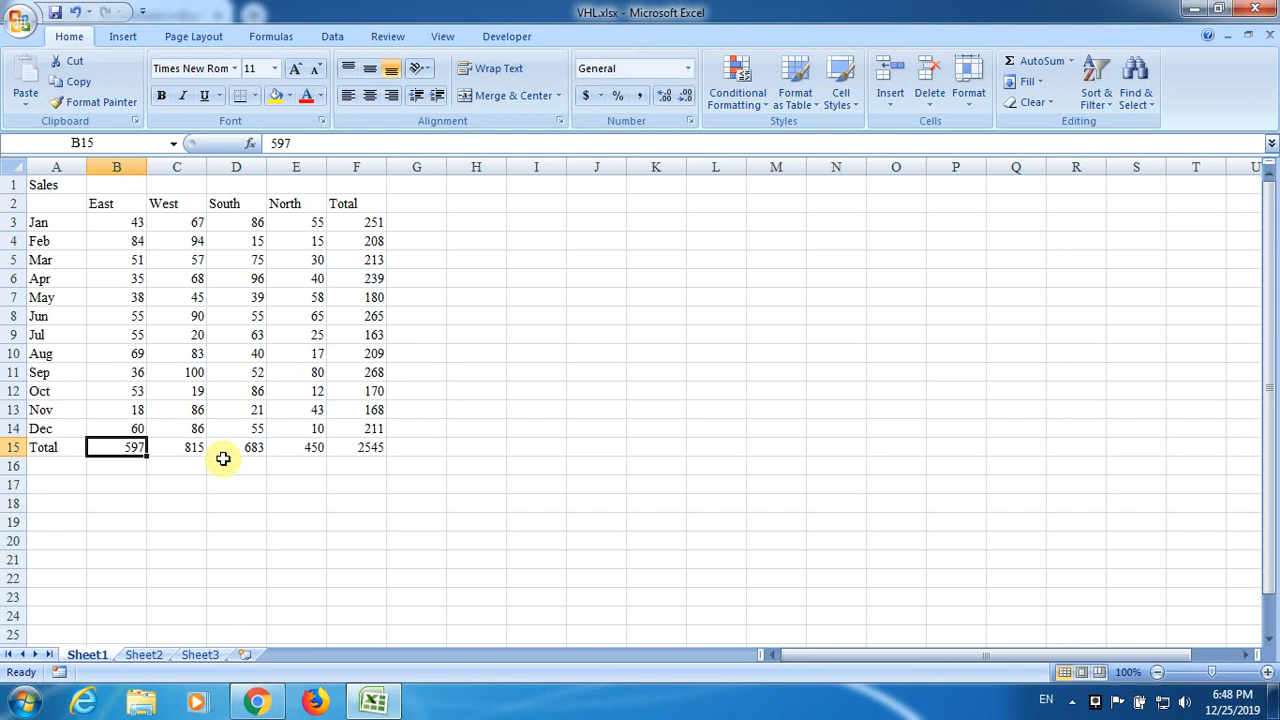 VHL.xlsx - Microsoft Excel
Home Insert Page Layout Formulas Data Review View Developer
Cut
Copy
Format Painter
Paste
Clipboard
Times New Rom 11
B I U A A A
Font
Wrap Text
Merge & Center
Alignment
General
$ % ,
Number
Conditional Formatting
Format as Table
Cell Styles
Styles
Insert Delete Format
Cells
Σ AutoSum
Fill
Clear
Sort & Filter
Find & Select
Editing
B15 fx 597
A B C D E F G H I J K L M N O P Q R S T U
1 Sales
2 East West South North Total
3 Jan 43 67 86 55 251
4 Feb 84 94 15 15 208
5 Mar 51 57 75 30 213
6 Apr 35 68 96 40 239
7 May 38 45 39 58 180
8 Jun 55 90 55 65 265
9 Jul 55 20 63 25 163
10 Aug 69 83 40 17 209
11 Sep 36 100 52 80 268
12 Oct 53 19 86 12 170
13 Nov 18 86 21 43 168
14 Dec 60 86 55 10 211
15 Total 597 815 683 450 2545
16
17
18
19
20
21
22
23
24
25
Sheet1 Sheet2 Sheet3
Ready 100%
EN 6:48 PM
12/25/2019